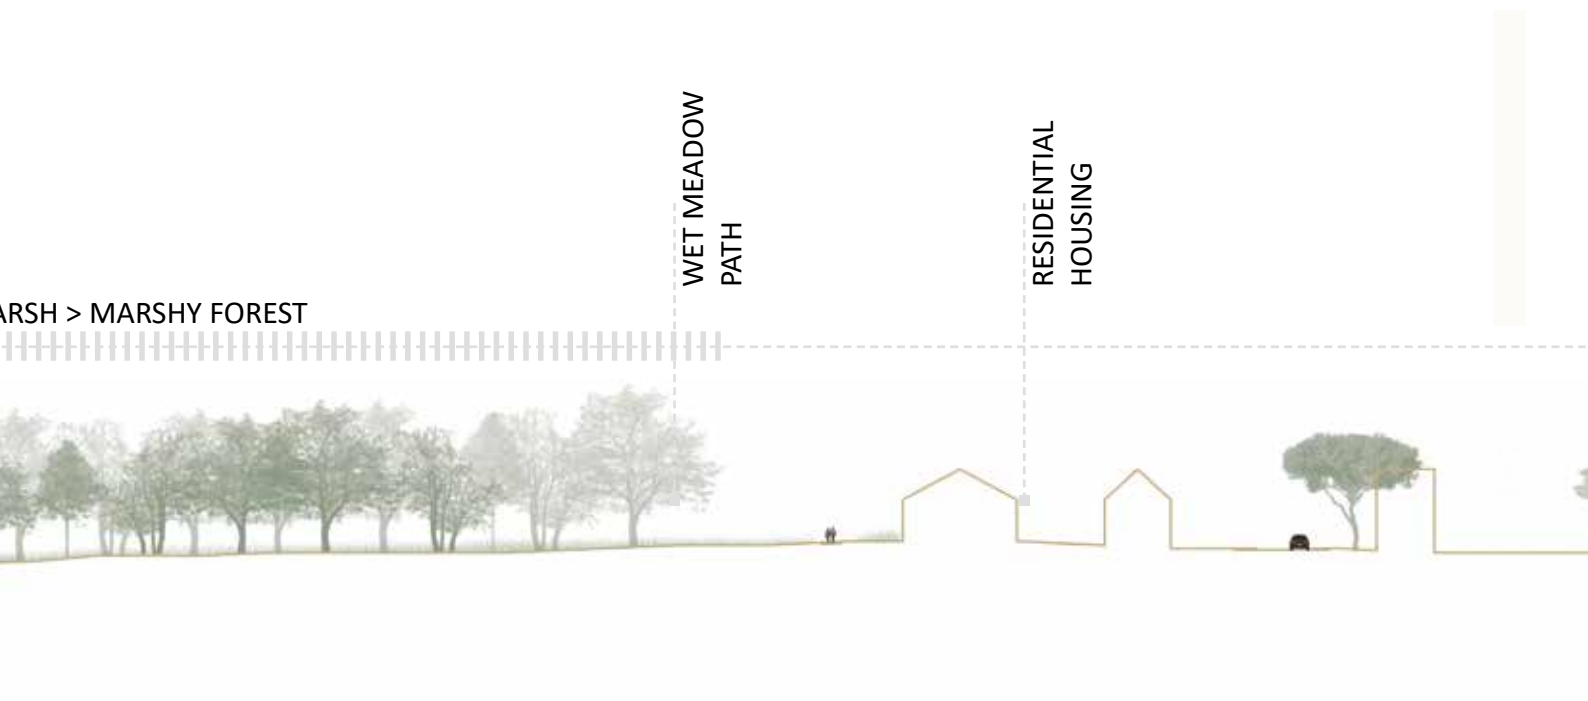 WET MEADOW
PATH
RESIDENTIAL
HOUSING
ARSH > MARSHY FOREST